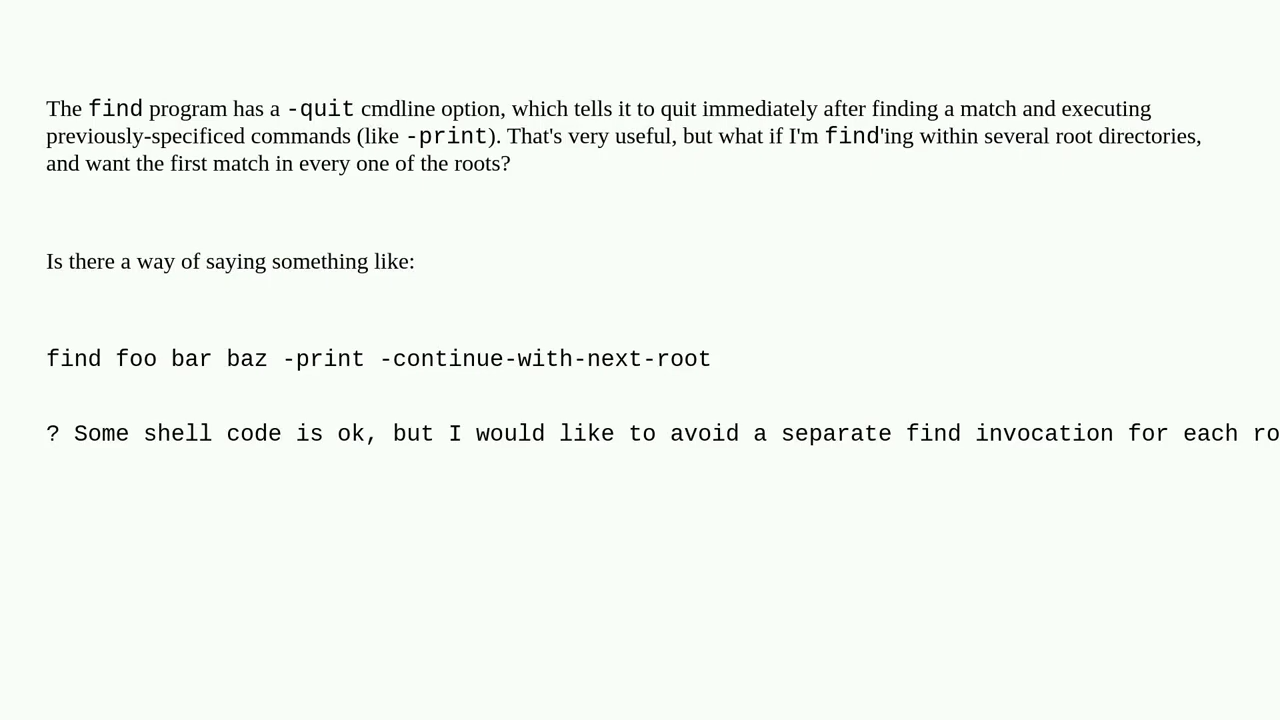 The find program has a -quit cmdline option, which tells it to quit immediately after finding a match and executing
previously-specificed commands (like -print). That's very useful, but what if I'm find'ing within several root directories,
and want the first match in every one of the roots?
Is there a way of saying something like:
find foo bar baz -print -continue-with-next-root
? Some shell code is ok, but I would like to avoid a separate find invocation for each ro